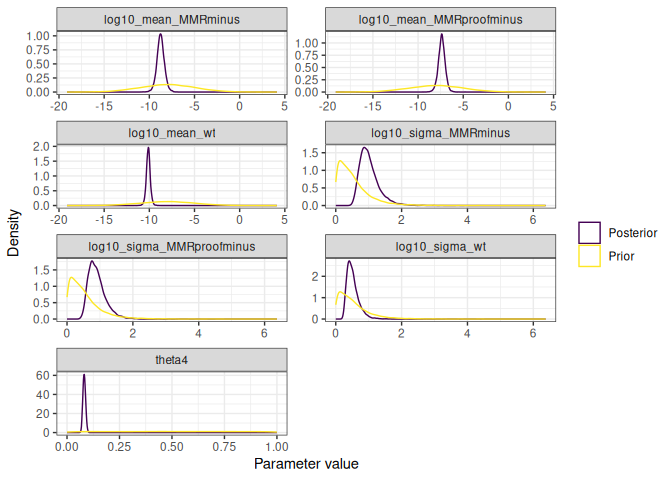 log10_mean_MMRminus
log10_mean_MMRproofminus
1.00
0.75
0.50
0.25
0.00
-20 -15 -10 -5 0 5
1.00
0.75
0.50
0.25
0.00
-20 -15 -10 -5 0 5
log10_mean_wt
log10_sigma_MMRminus
2.0
1.5
1.0
0.5
0.0
-20 -15 -10 -5 0 5
1.5
1.0
0.5
0.0
0 2 4 6
log10_sigma_MMRproofminus
log10_sigma_wt
1.5
1.0
0.5
0.0
0 2 4 6
2
1
0
0 2 4 6
theta4
60
40
20
0
0.00 0.25 0.50 0.75 1.00
Density
Parameter value
Posterior
Prior